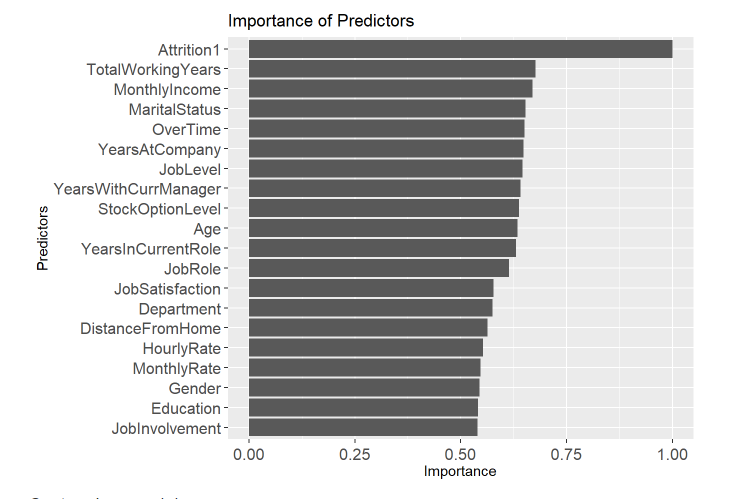 Importance of Predictors
Attrition1
TotalWorkingYears
MonthlyIncome
MaritalStatus
OverTime
YearsAtCompany
JobLevel
YearsWithCurrManager
StockOptionLevel
Age
YearsInCurrentRole
JobRole
JobSatisfaction
Department
DistanceFromHome
HourlyRate
MonthlyRate
Gender
Education
JobInvolvement
Predictors
0.00 0.25 0.50 0.75 1.00
Importance